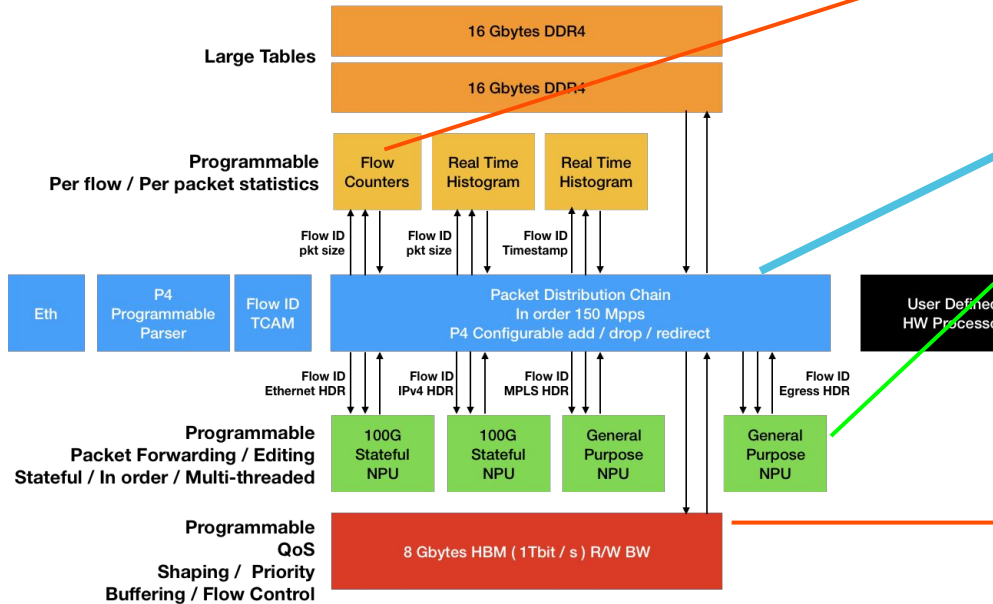 Large Tables
16 Gbytes DDR4
16 Gbytes DDR4
Programmable
Per flow / Per packet statistics
Flow
Counters
Real Time
Histogram
Real Time
Histogram
Flow ID
pkt size
Flow ID
pkt size
Flow ID
Timestamp
Eth
P4
Programmable
Parser
Flow ID
TCAM
Packet Distribution Chain
In order 150 Mpps
P4 Configurable add / drop / redirect
User Defined
HW Processo
Flow ID
Ethernet HDR
Flow ID
IPv4 HDR
Flow ID
MPLS HDR
Flow ID
Egress HDR
Programmable
Packet Forwarding / Editing
Stateful / In order / Multi-threaded
100G
Stateful
NPU
100G
Stateful
NPU
General
Purpose
NPU
General
Purpose
NPU
Programmable
QoS
Shaping / Priority
Buffering / Flow Control
8 Gbytes HBM ( 1Tbit / s ) R/W BW